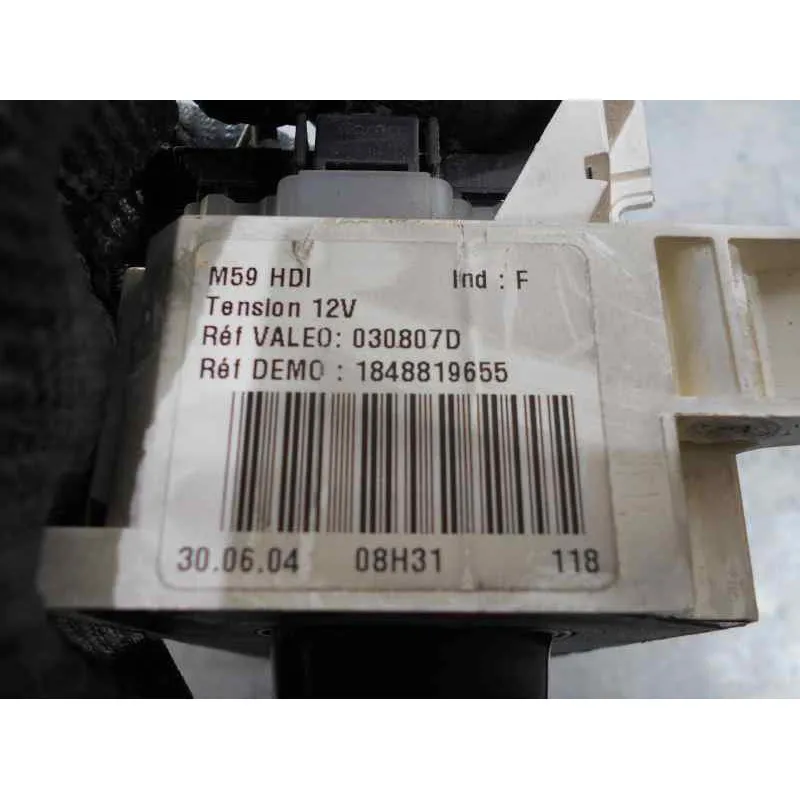 M59 HDI Ind : F
Tension 12V
Réf VALEO: 030807D
Réf DEMO : 1848819655
30.06.04 08H31 118